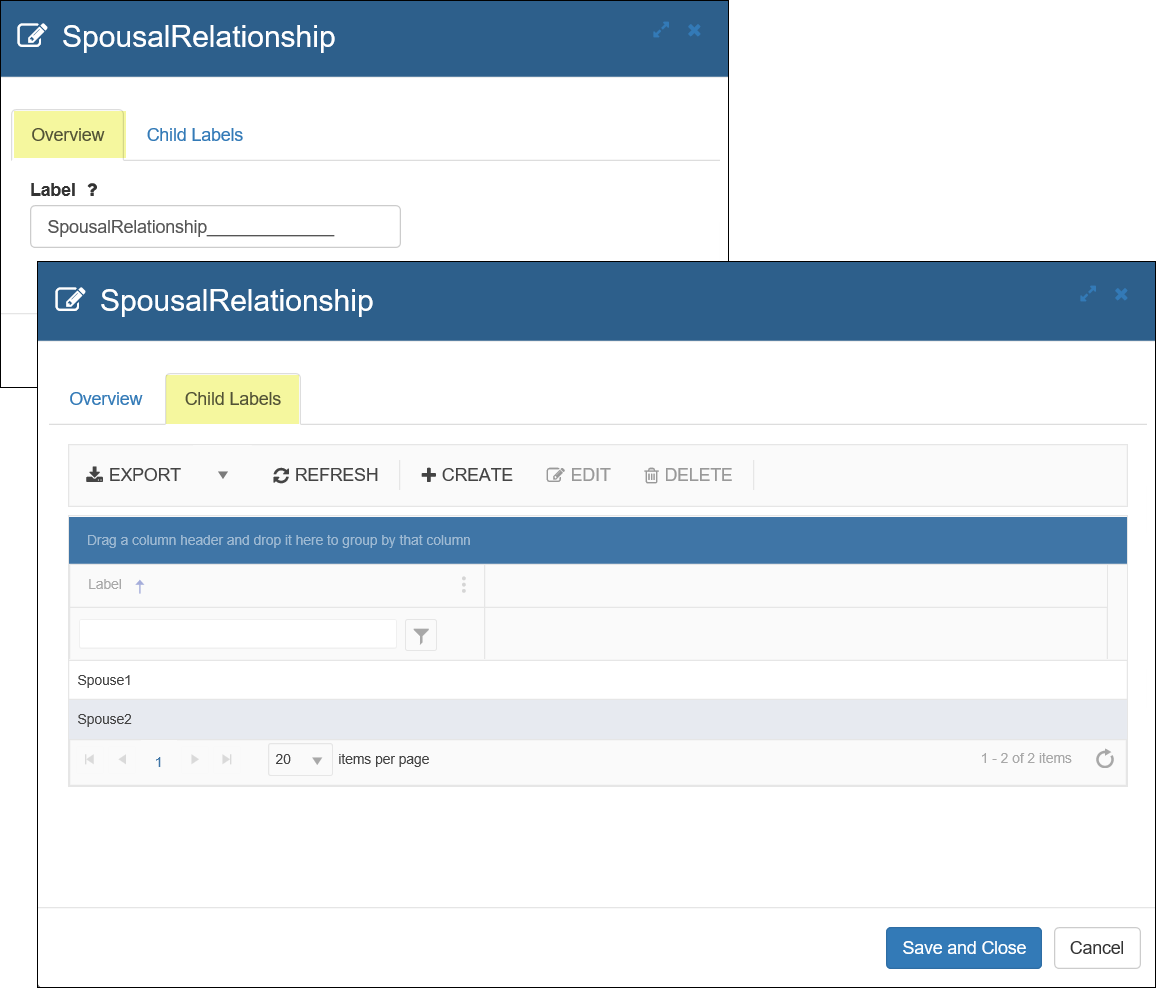 SpousalRelationship
Overview Child Labels
Label ?
SpousalRelationship_____________
SpousalRelationship
Overview Child Labels
EXPORT REFRESH CREATE EDIT DELETE
Drag a column header and drop it here to group by that column
Label
Spouse1
Spouse2
1 20 items per page 1 - 2 of 2 items
Save and Close Cancel